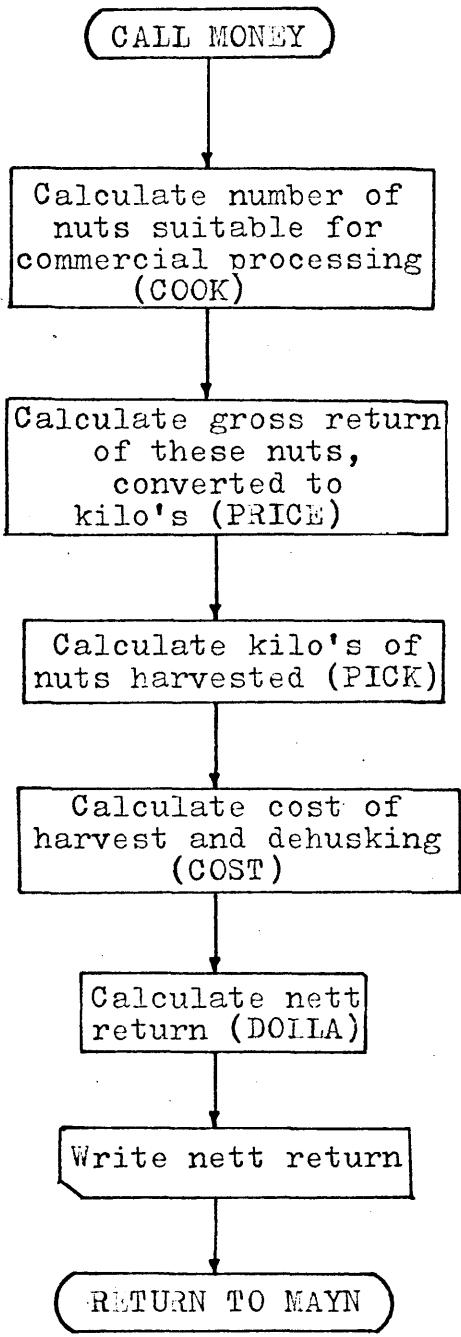 CALL MONEY
Calculate number of
nuts suitable for
commercial processing
(COOK)
Calculate gross return
of these nuts,
converted to
kilo's (PRICE)
Calculate kilo's of
nuts harvested (PICK)
Calculate cost of
harvest and dehusking
(COST)
Calculate nett
return (DOLLA)
Write nett return
RETURN TO MAYN